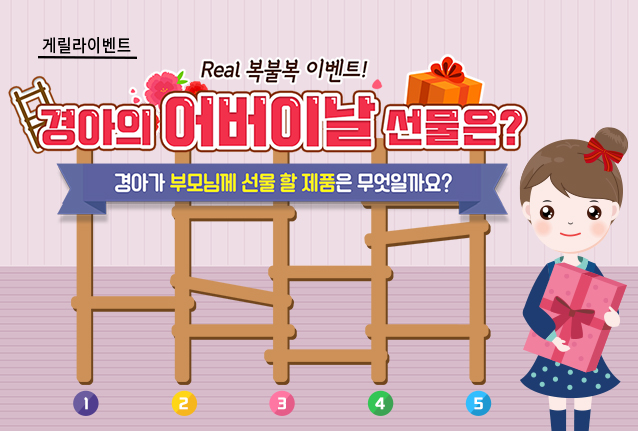 게릴라이벤트
Real 복불복 이벤트!
경아의 어버이날 선물은?
경아가 부모님께 선물 할 제품은 무엇일까요?
1 2 3 4 5